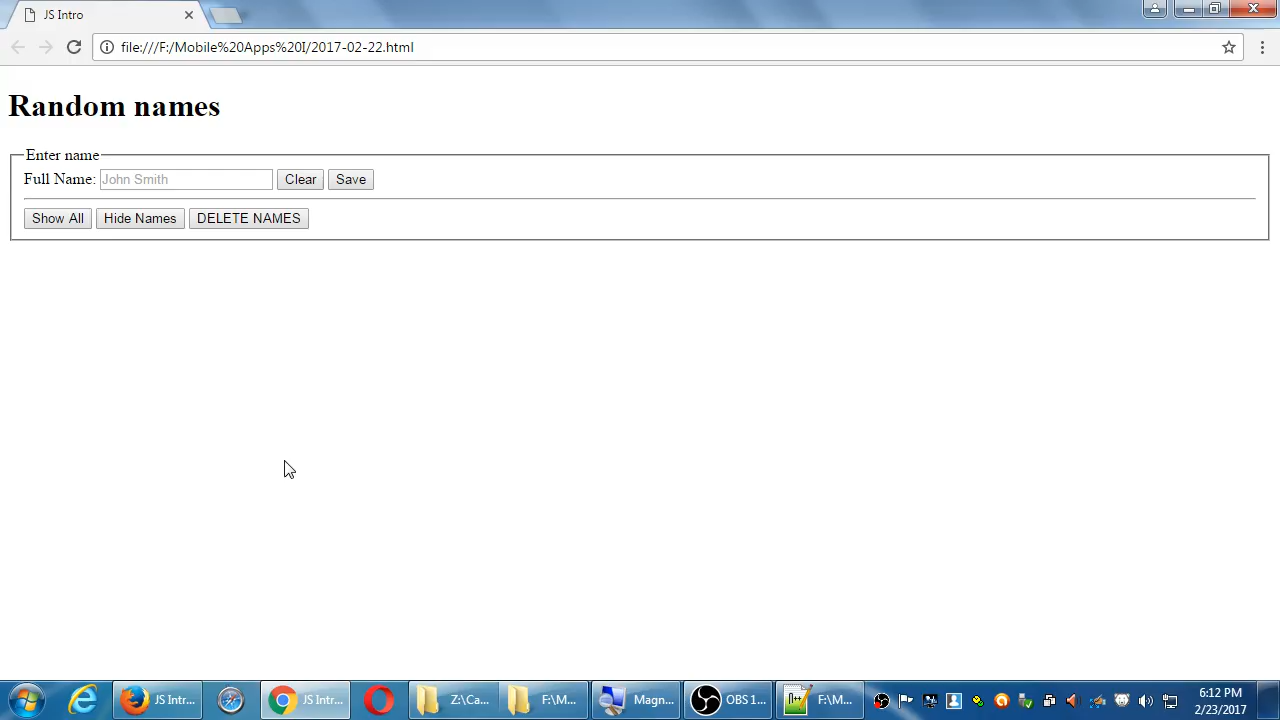 JS Intro
file:///F:/Mobile%20Apps%20I/2017-02-22.html
Random names
Enter name
Full Name: John Smith Clear Save
Show All Hide Names DELETE NAMES
JS Intr... JS Intr... Z:\Ca... F:\M... Magn... OBS 1... F:\M... 6:12 PM
2/23/2017